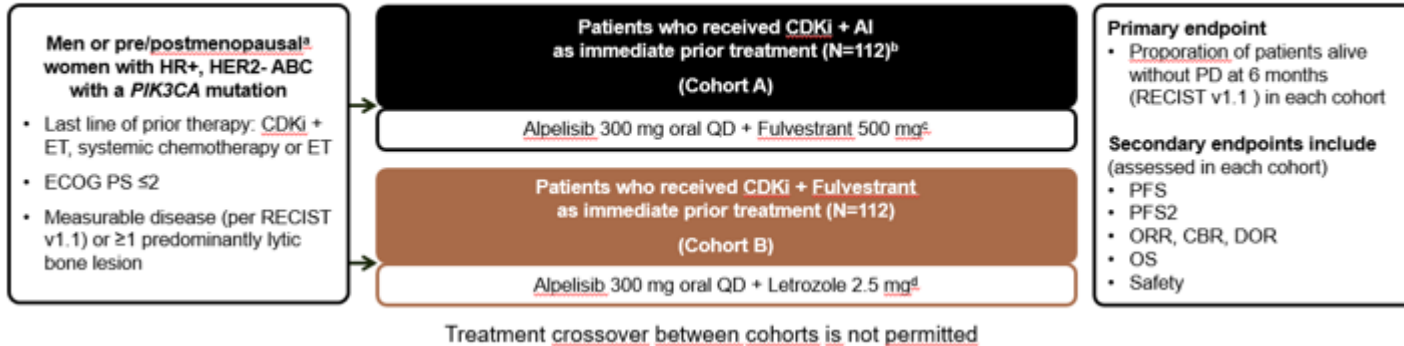 Men or pre/postmenopausalª
women with HR+, HER2- ABC
with a PIK3CA mutation
• Last line of prior therapy: CDKi +
ET, systemic chemotherapy or ET
• ECOG PS ≤2
• Measurable disease (per RECIST
v1.1) or ≥1 predominantly lytic
bone lesion
Patients who received CDKi + AI
as immediate prior treatment (N=112)ᵇ
(Cohort A)
Alpelisib 300 mg oral QD + Fulvestrant 500 mgᶜ
Patients who received CDKi + Fulvestrant
as immediate prior treatment (N=112)
(Cohort B)
Alpelisib 300 mg oral QD + Letrozole 2.5 mgᵈ
Treatment crossover between cohorts is not permitted
Primary endpoint
• Proporation of patients alive
without PD at 6 months
(RECIST v1.1 ) in each cohort
Secondary endpoints include
(assessed in each cohort)
• PFS
• PFS2
• ORR, CBR, DOR
• OS
• Safety